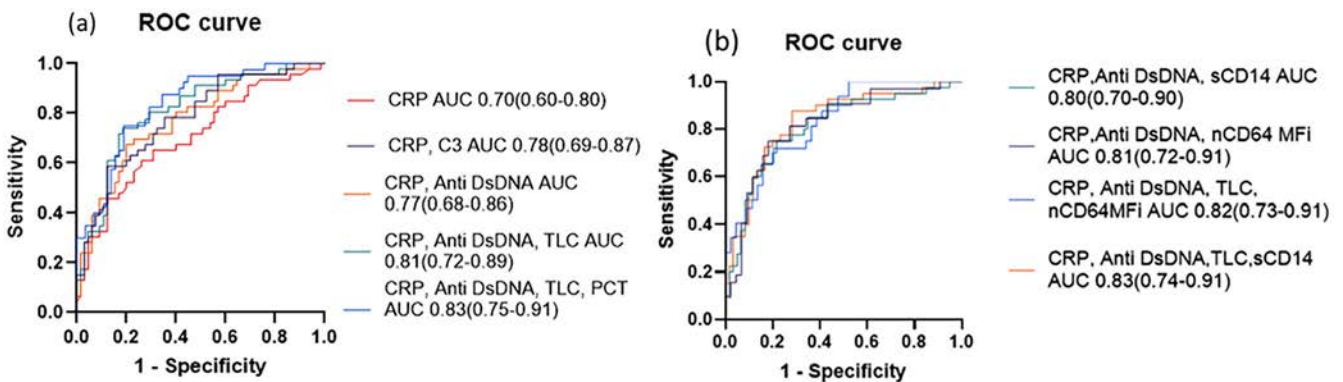 (a)
ROC curve
Sensitivity
1.0
0.8
0.6
0.4
0.2
0.0
0.0 0.2 0.4 0.6 0.8 1.0
1 - Specificity
CRP AUC 0.70(0.60-0.80)
CRP, C3 AUC 0.78(0.69-0.87)
CRP, Anti DsDNA AUC
0.77(0.68-0.86)
CRP, Anti DsDNA, TLC AUC
0.81(0.72-0.89)
CRP, Anti DsDNA, TLC, PCT
AUC 0.83(0.75-0.91)
(b)
ROC curve
Sensitivity
1.0
0.8
0.6
0.4
0.2
0.0
0.0 0.2 0.4 0.6 0.8 1.0
1 - Specificity
CRP,Anti DsDNA, sCD14 AUC
0.80(0.70-0.90)
CRP,Anti DsDNA, nCD64 MFi
AUC 0.81(0.72-0.91)
CRP, Anti DsDNA, TLC,
nCD64MFi AUC 0.82(0.73-0.91)
CRP, Anti DsDNA,TLC,sCD14
AUC 0.83(0.74-0.91)